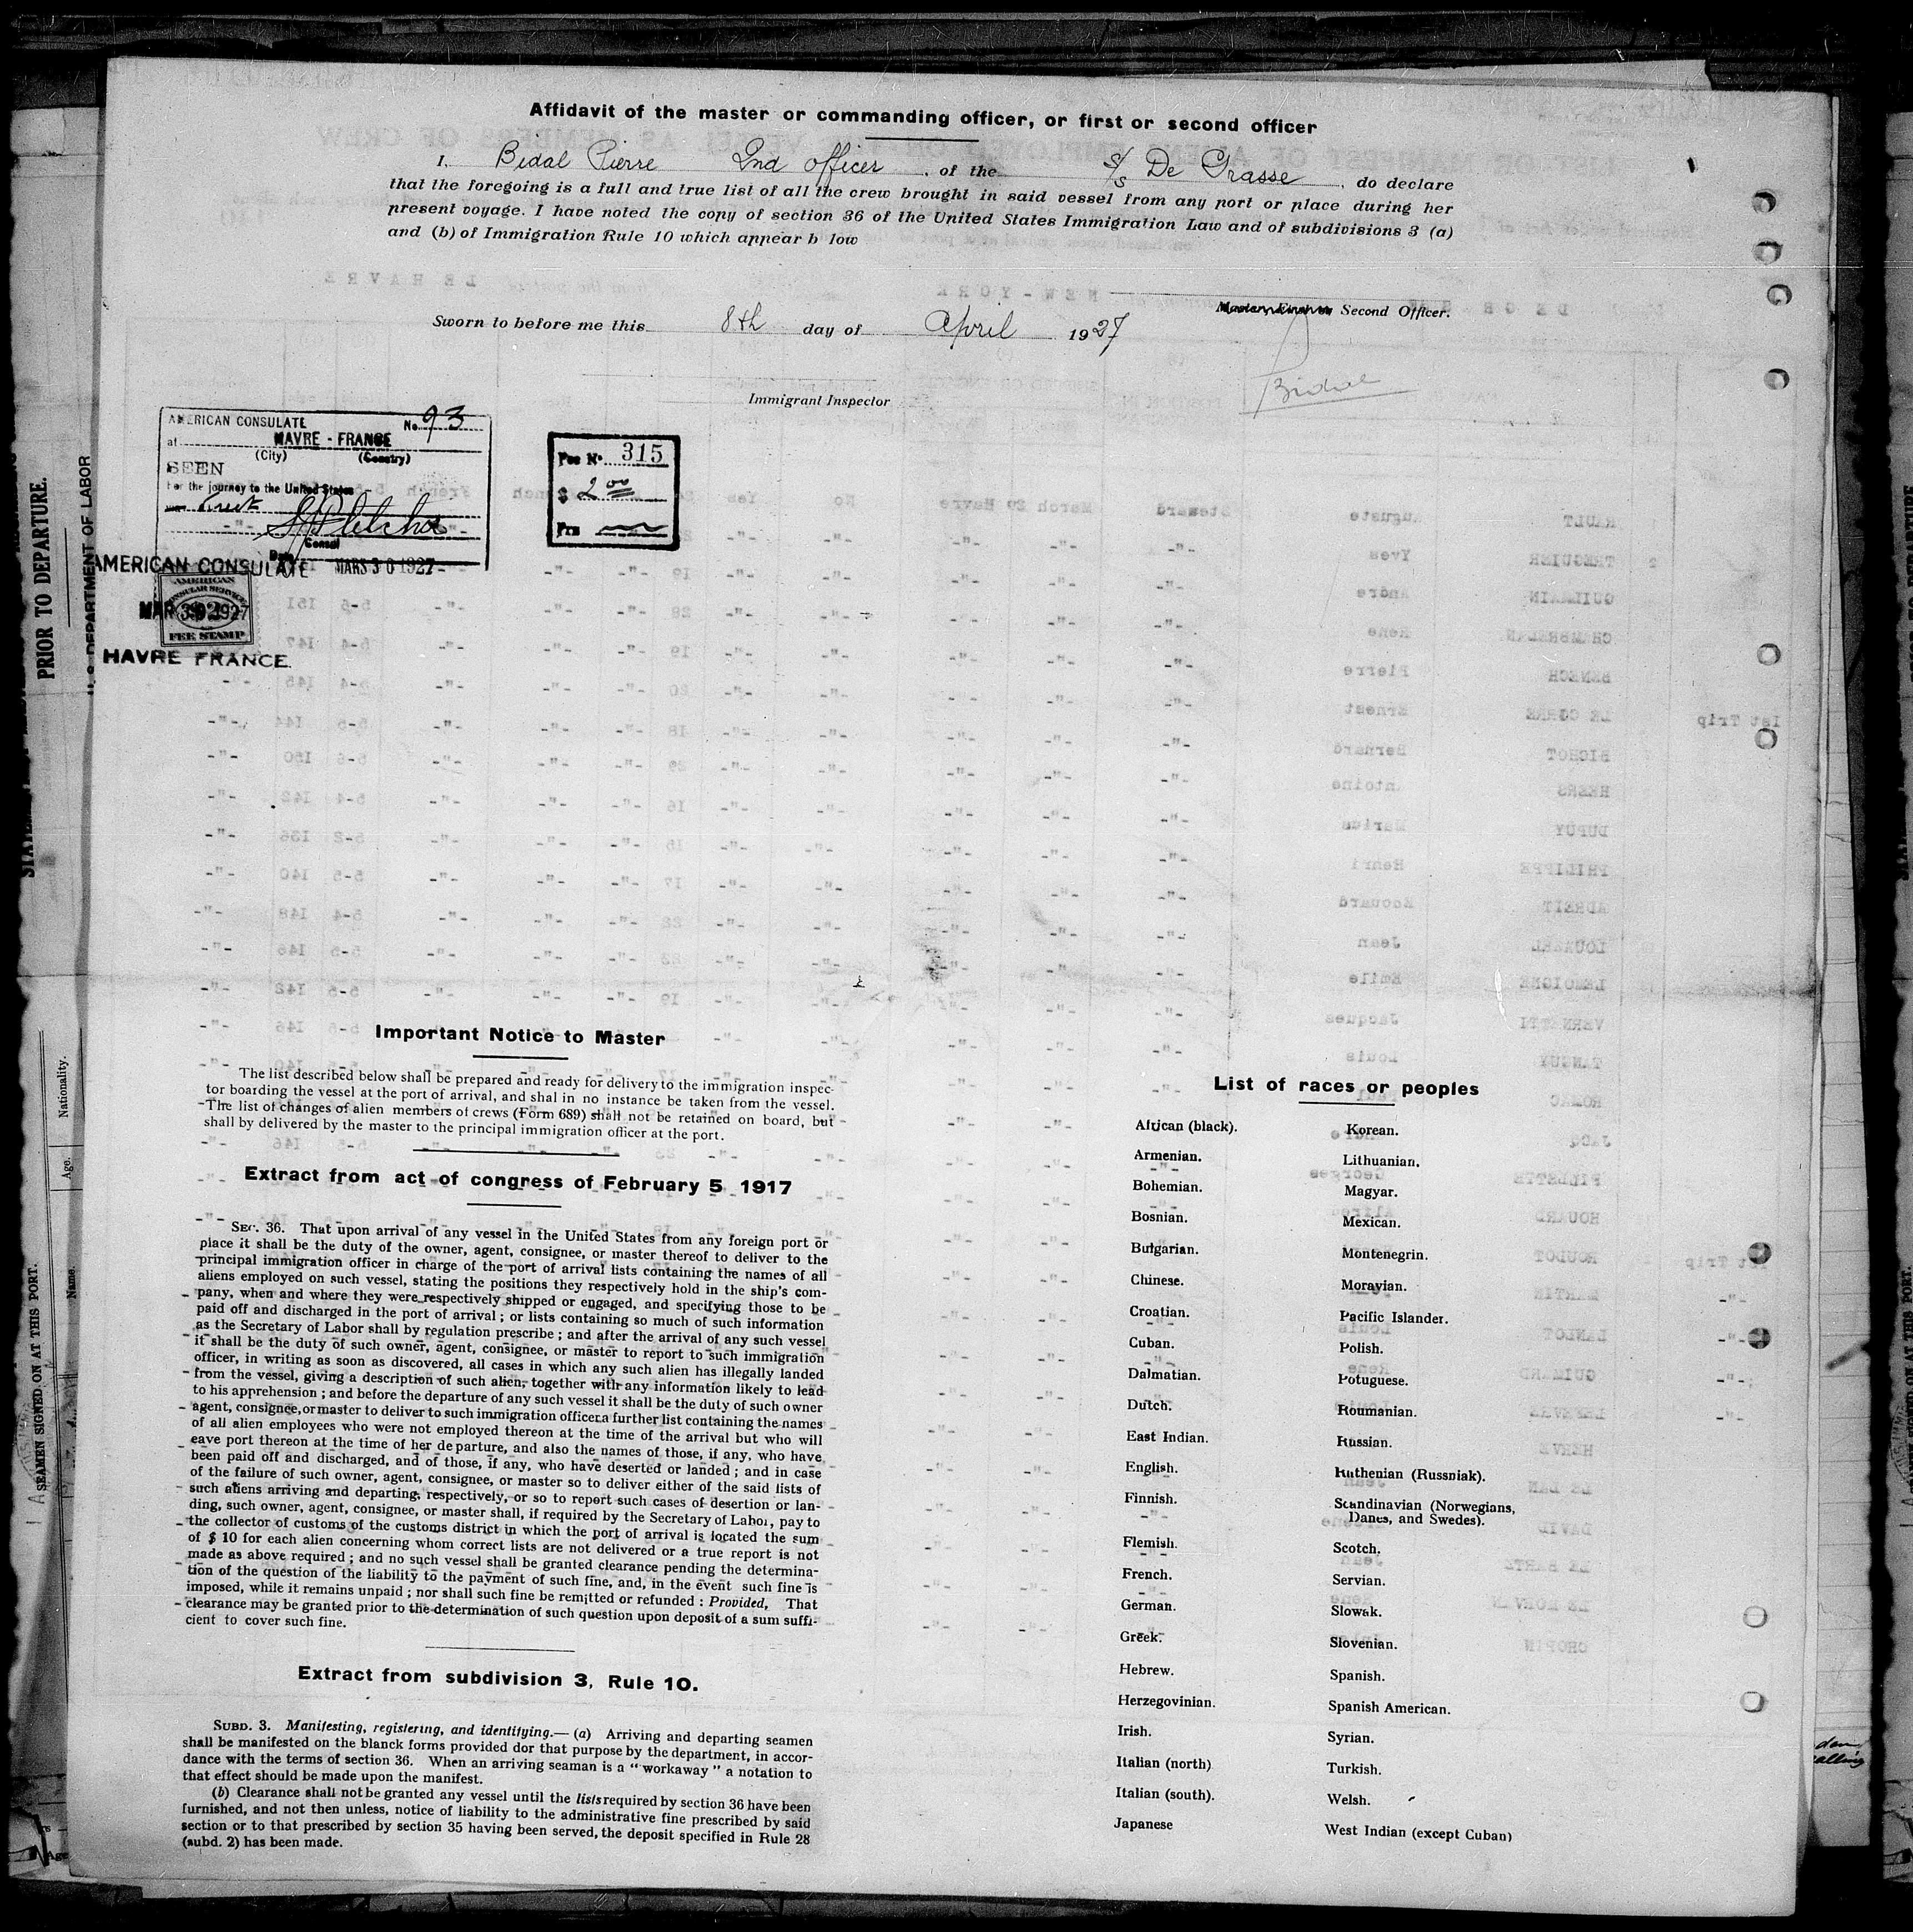 Affidavit of the master or commanding officer, or first or second officer
I. Bidal Pierre 2nd officer, of the S/S De Grasse, do declare
that the foregoing is a full and true list of all the crew brought in said vessel from any port or place during her
present voyage. I have noted the copy of section 36 of the United States Immigration Law and of subdivisions 3 (a)
and (b) of Immigration Rule 10 which appear b low
Second Officer.
Sworn to before me this 8th day of April 1927
Bidal
Immigrant Inspector
AMERICAN CONSULATE No. 93
at HAVRE - FRANCE
(City) (Country)
SEEN
For the journey to the United States
Consul
Date MARS 30 1927
Fee No. 315
$ 2 00
Frs
AMERICAN CONSULATE
AMERICAN
CONSULAR SERVICE
MAR 30 1927
FEE STAMP
HAVRE FRANCE.
PRIOR TO DEPARTURE.
U. S. DEPARTMENT OF LABOR
Nationality.
Age.
Name.
SEAMEN SIGNED ON AT THIS PORT.
Important Notice to Master
The list described below shall be prepared and ready for delivery to the immigration inspec-
tor boarding the vessel at the port of arrival, and shal in no instance be taken from the vessel.
The list of changes of alien members of crews (Form 689) shall not be retained on board, but
shall by delivered by the master to the principal immigration officer at the port.
Extract from act of congress of February 5 1917
SEC. 36. That upon arrival of any vessel in the United States from any foreign port or
place it shall be the duty of the owner, agent, consignee, or master thereof to deliver to the
principal immigration officer in charge of the port of arrival lists containing the names of all
aliens employed on such vessel, stating the positions they respectively hold in the ship's com-
pany, when and where they were respectively shipped or engaged, and specifying those to be
paid off and discharged in the port of arrival ; or lists containing so much of such information
as the Secretary of Labor shall by regulation prescribe ; and after the arrival of any such vessel
it shall be the duty of such owner, agent, consignee, or master to report to such immigration
officer, in writing as soon as discovered, all cases in which any such alien has illegally landed
from the vessel, giving a description of such alien, together with any information likely to lead
to his apprehension ; and before the departure of any such vessel it shall be the duty of such owner
agent, consignee, or master to deliver to such immigration officer a further list containing the names
of all alien employees who were not employed thereon at the time of the arrival but who will
eave port thereon at the time of her departure, and also the names of those, if any, who have
been paid off and discharged, and of those, if any, who have deserted or landed ; and in case
of the failure of such owner, agent, consignee, or master so to deliver either of the said lists of
such aliens arriving and departing, respectively, or so to report such cases of desertion or lan-
ding, such owner, agent, consignee, or master shall, if required by the Secretary of Labor, pay to
the collector of customs of the customs district in which the port of arrival is located the sum
of $ 10 for each alien concerning whom correct lists are not delivered or a true report is not
made as above required ; and no such vessel shall be granted clearance pending the determina-
tion of the question of the liability to the payment of such fine, and, in the event such fine is
imposed, while it remains unpaid ; nor shall such fine be remitted or refunded : Provided, That
clearance may be granted prior to the determination of such question upon deposit of a sum suffi-
cient to cover such fine.
Extract from subdivision 3, Rule 10.
SUBD. 3. Manifesting, registering, and identifying.— (a) Arriving and departing seamen
shall be manifested on the blanck forms provided dor that purpose by the department, in accor-
dance with the terms of section 36. When an arriving seaman is a “ workaway ” a notation to
that effect should be made upon the manifest.
(b) Clearance shall not be granted any vessel until the lists required by section 36 have been
furnished, and not then unless, notice of liability to the administrative fine prescribed by said
section or to that prescribed by section 35 having been served, the deposit specified in Rule 28
(subd. 2) has been made.
List of races or peoples
African (black).
Armenian.
Bohemian.
Bosnian.
Bulgarian.
Chinese.
Croatian.
Cuban.
Dalmatian.
Dutch.
East Indian.
English.
Finnish.
Flemish.
French.
German.
Greek.
Hebrew.
Herzegovinian.
Irish.
Italian (north)
Italian (south).
Japanese
Korean.
Lithuanian.
Magyar.
Mexican.
Montenegrin.
Moravian.
Pacific Islander.
Polish.
Potuguese.
Roumanian.
Russian.
Ruthenian (Russniak).
Scandinavian (Norwegians,
Danes, and Swedes).
Scotch.
Servian.
Slowak.
Slovenian.
Spanish.
Spanish American.
Syrian.
Turkish.
Welsh.
West Indian (except Cuban)